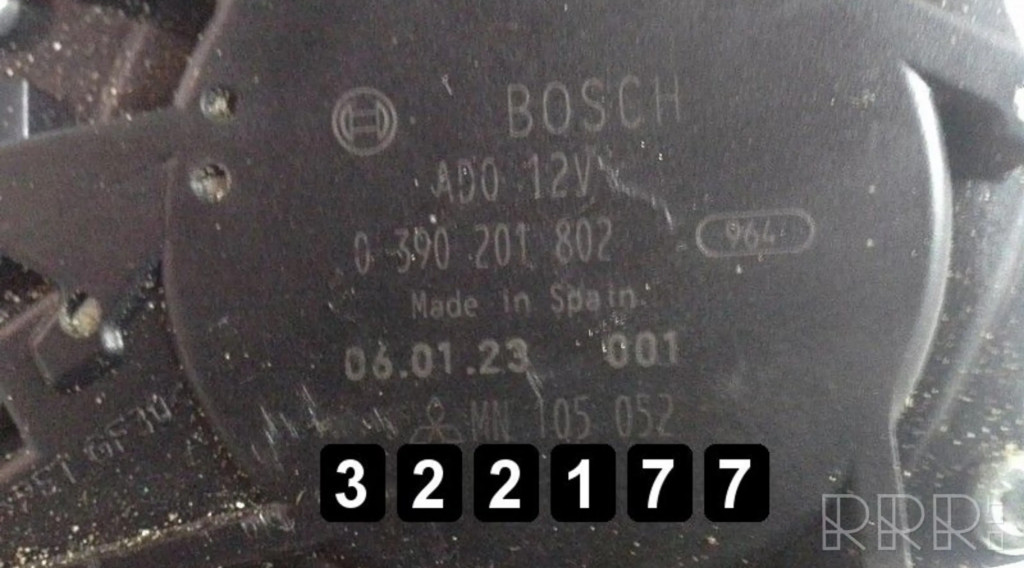 BOSCH
ADO 12V
0 390 201 802
964
Made in Spain
06.01.23 001
MN 105 052
322177
RRR